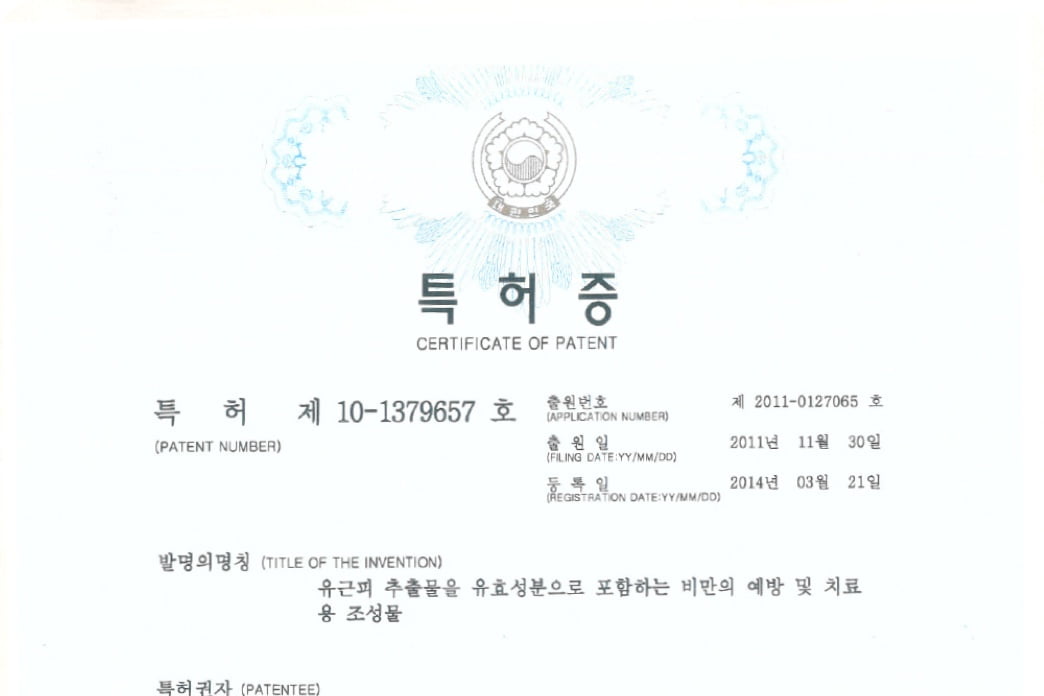 대한민국
특 허 증
CERTIFICATE OF PATENT
특 허 제 10-1379657 호
(PATENT NUMBER)
출원번호 제 2011-0127065 호
(APPLICATION NUMBER)
출 원 일 2011년 11월 30일
(FILING DATE:YY/MM/DD)
등 록 일 2014년 03월 21일
(REGISTRATION DATE:YY/MM/DD)
발명의명칭 (TITLE OF THE INVENTION)
유근피 추출물을 유효성분으로 포함하는 비만의 예방 및 치료
용 조성물
특허권자 (PATENTEE)